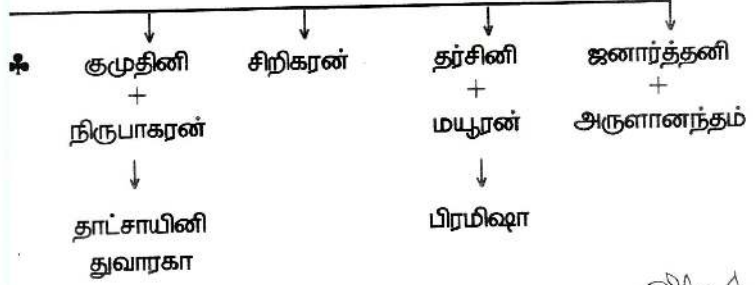 ♣ குமுதினி சிறிகரன் தர்சினி ஜனார்த்தனி
+ + +
நிருபாகரன் மயூரன் அருளானந்தம்
தாட்சாயினி பிரமிஷா
துவாரகா